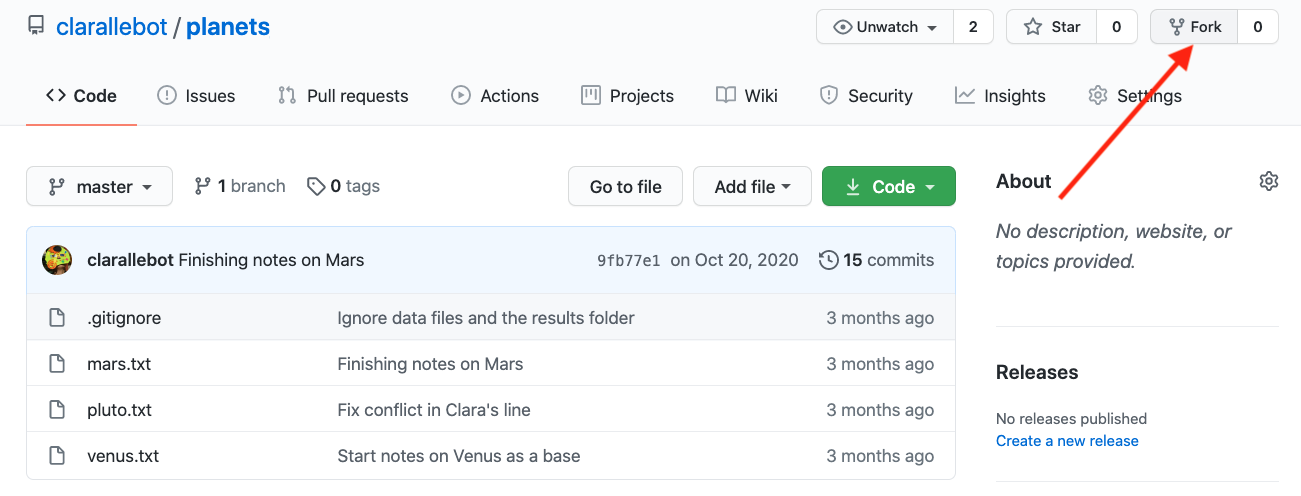 clarallebot / planets Unwatch 2 Star 0 Fork 0
Code Issues Pull requests Actions Projects Wiki Security Insights Settings
master 1 branch 0 tags Go to file Add file Code
About
No description, website, or
topics provided.
clarallebot Finishing notes on Mars 9fb77e1 on Oct 20, 2020 15 commits
.gitignore Ignore data files and the results folder 3 months ago
mars.txt Finishing notes on Mars 3 months ago
pluto.txt Fix conflict in Clara's line 3 months ago
venus.txt Start notes on Venus as a base 3 months ago
Releases
No releases published
Create a new release